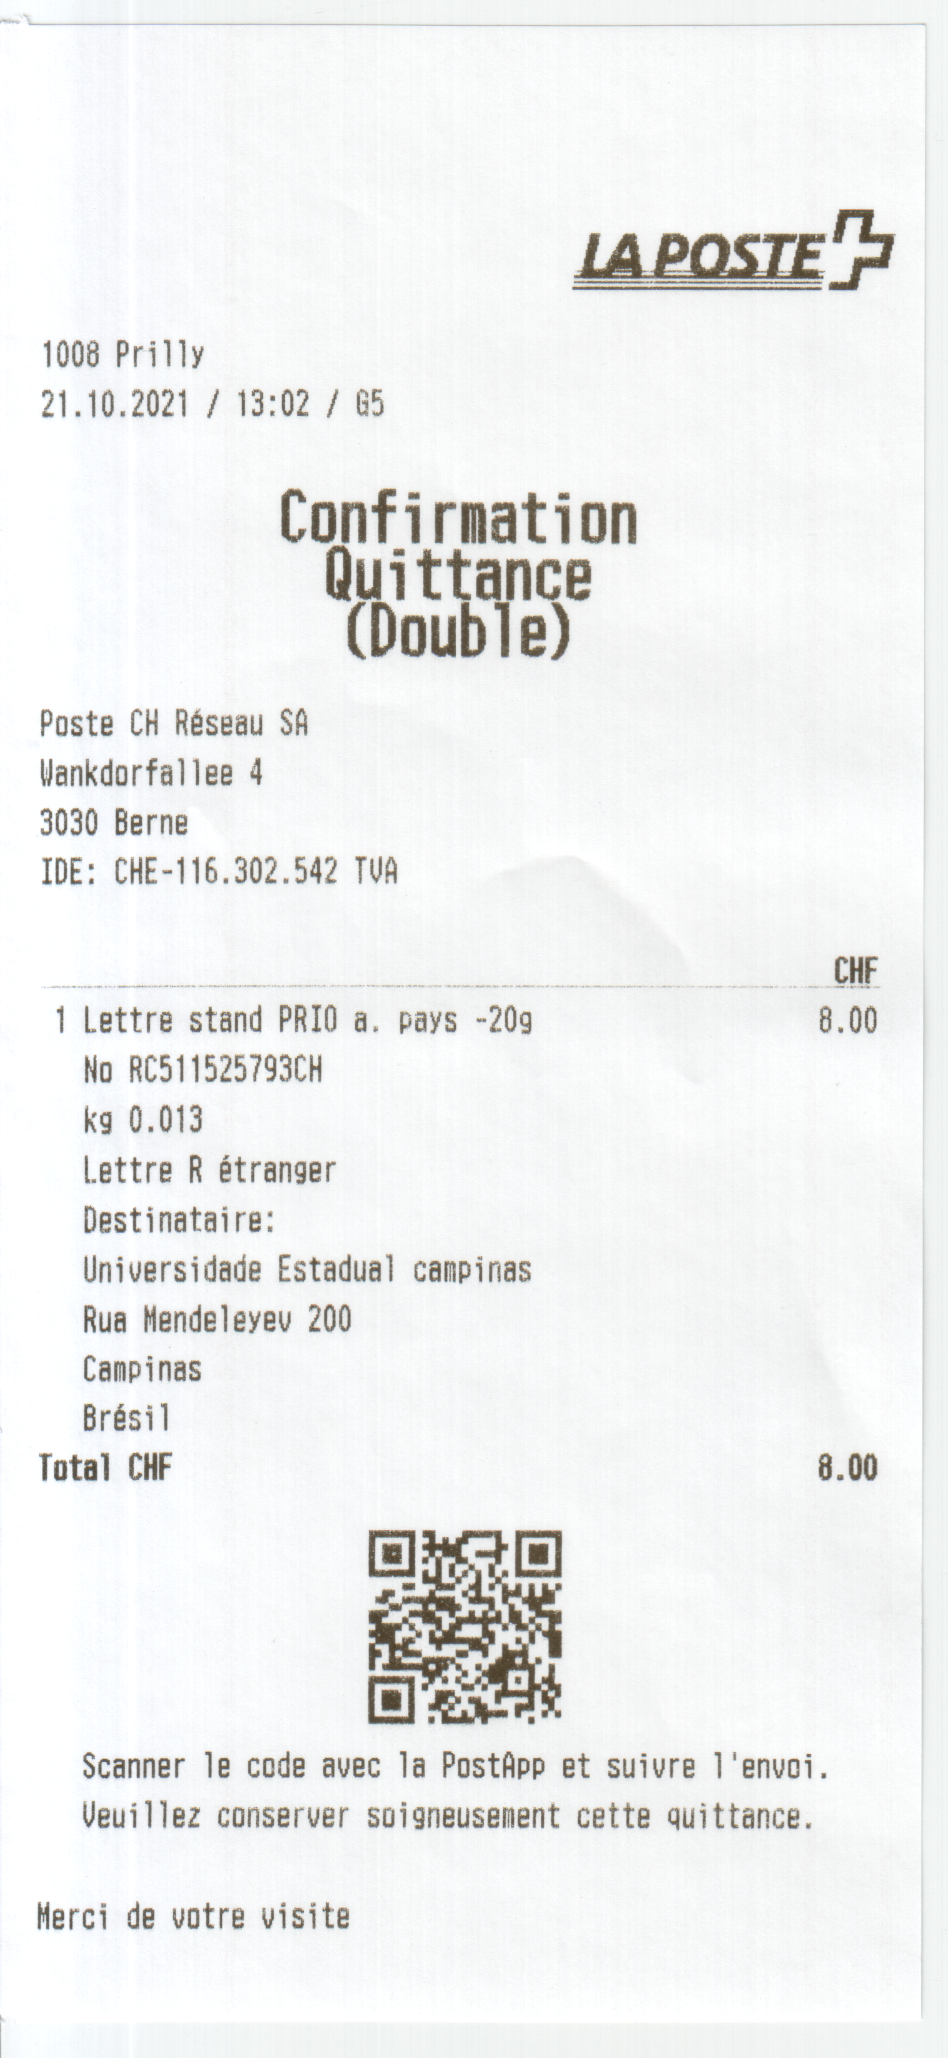 LA POSTE
1008 Prilly
21.10.2021 / 13:02 / G5
Confirmation
Quittance
(Double)
Poste CH Réseau SA
Wankdorfallee 4
3030 Berne
IDE: CHE-116.302.542 TVA
CHF
1 Lettre stand PRIO a. pays -20g 8.00
No RC511525793CH
kg 0.013
Lettre R étranger
Destinataire:
Universidade Estadual campinas
Rua Mendeleyev 200
Campinas
Brésil
Total CHF 8.00
Scanner le code avec la PostApp et suivre l'envoi.
Veuillez conserver soigneusement cette quittance.
Merci de votre visite